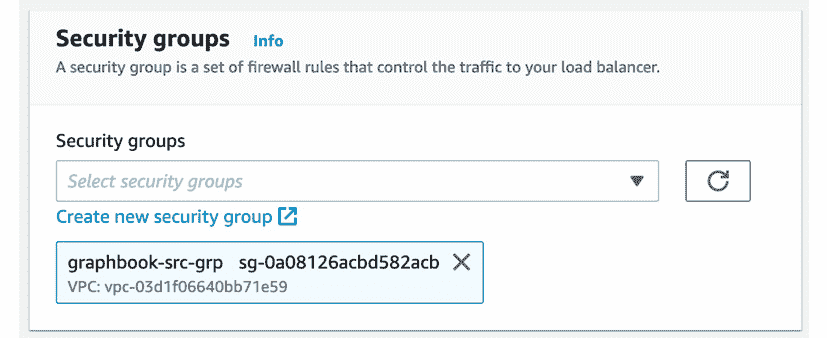 Security groups Info
A security group is a set of firewall rules that control the traffic to your load balancer.
Security groups
Select security groups
Create new security group
graphbook-src-grp sg-0a08126acbd582acb
VPC: vpc-03d1f06640bb71e59